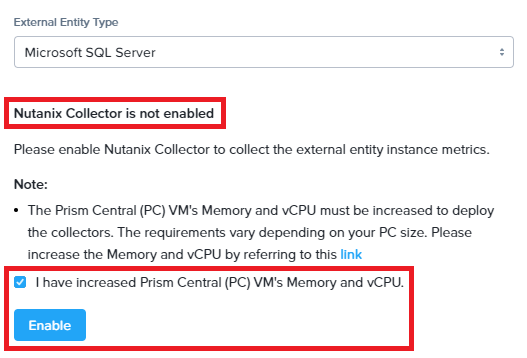 External Entity Type
Microsoft SQL Server
Nutanix Collector is not enabled
Please enable Nutanix Collector to collect the external entity instance metrics.
Note:
• The Prism Central (PC) VM's Memory and vCPU must be increased to deploy
the collectors. The requirements vary depending on your PC size. Please
increase the Memory and vCPU by referring to this link
I have increased Prism Central (PC) VM's Memory and vCPU.
Enable